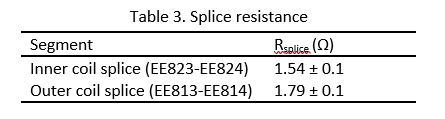 Table 3. Splice resistance
Segment Rsplice (Ω)
Inner coil splice (EE823-EE824) 1.54 ± 0.1
Outer coil splice (EE813-EE814) 1.79 ± 0.1